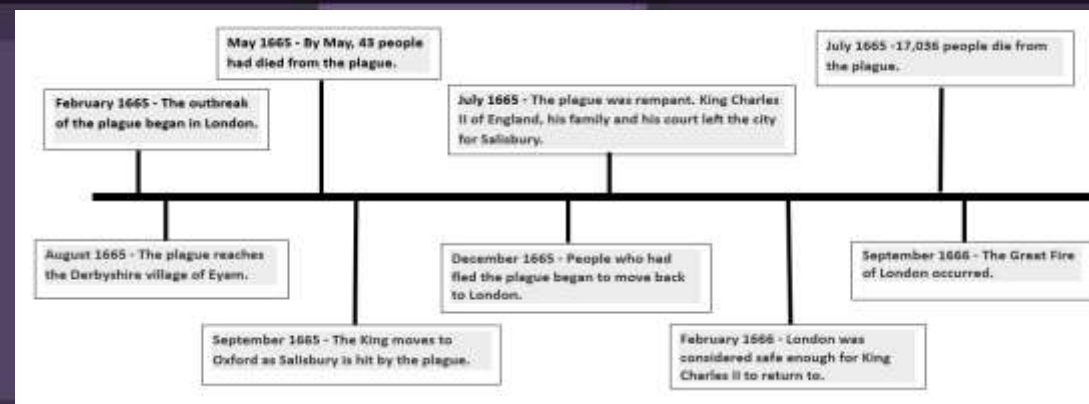 May 1665 - By May, 43 people
had died from the plague.
July 1665 -17,036 people die from
the plague.
February 1665 - The outbreak
of the plague began in London.
July 1665 - The plague was rampant. King Charles
II of England, his family and his court left the city
for Salisbury.
August 1665 - The plague reaches
the Derbyshire village of Eyam.
December 1665 - People who had
fled the plague began to move back
to London.
September 1666 - The Great Fire
of London occurred.
September 1665 - The King moves to
Oxford as Salisbury is hit by the plague.
February 1666 - London was
considered safe enough for King
Charles II to return to.